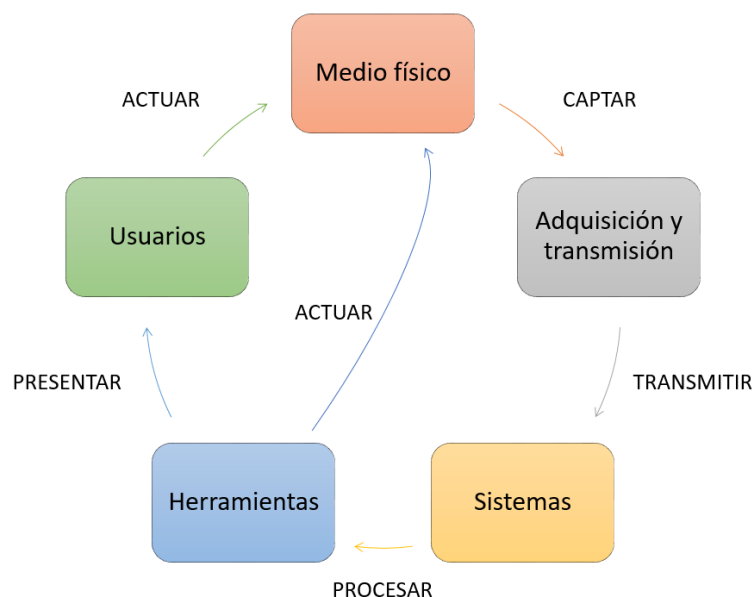 Medio físico
ACTUAR
CAPTAR
Usuarios
Adquisición y
transmisión
ACTUAR
PRESENTAR
TRANSMITIR
Herramientas
Sistemas
PROCESAR